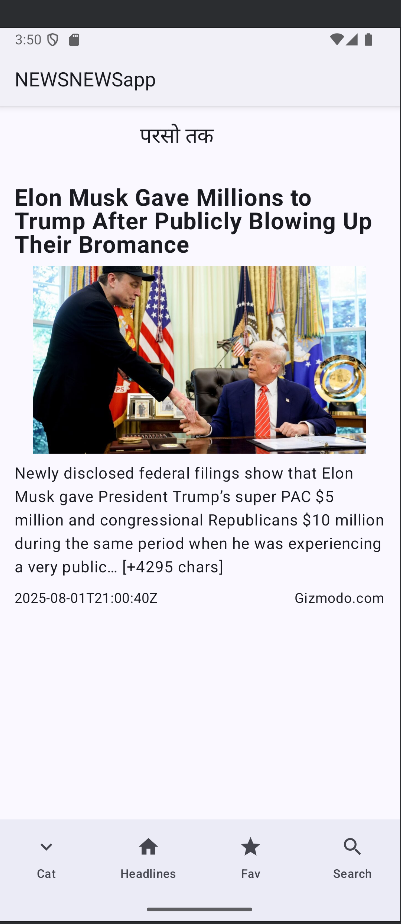 3:50
NEWSNEWSapp
परसो तक
Elon Musk Gave Millions to
Trump After Publicly Blowing Up
Their Bromance
Newly disclosed federal filings show that Elon
Musk gave President Trump’s super PAC $5
million and congressional Republicans $10 million
during the same period when he was experiencing
a very public… [+4295 chars]
2025-08-01T21:00:40Z Gizmodo.com
Cat Headlines Fav Search